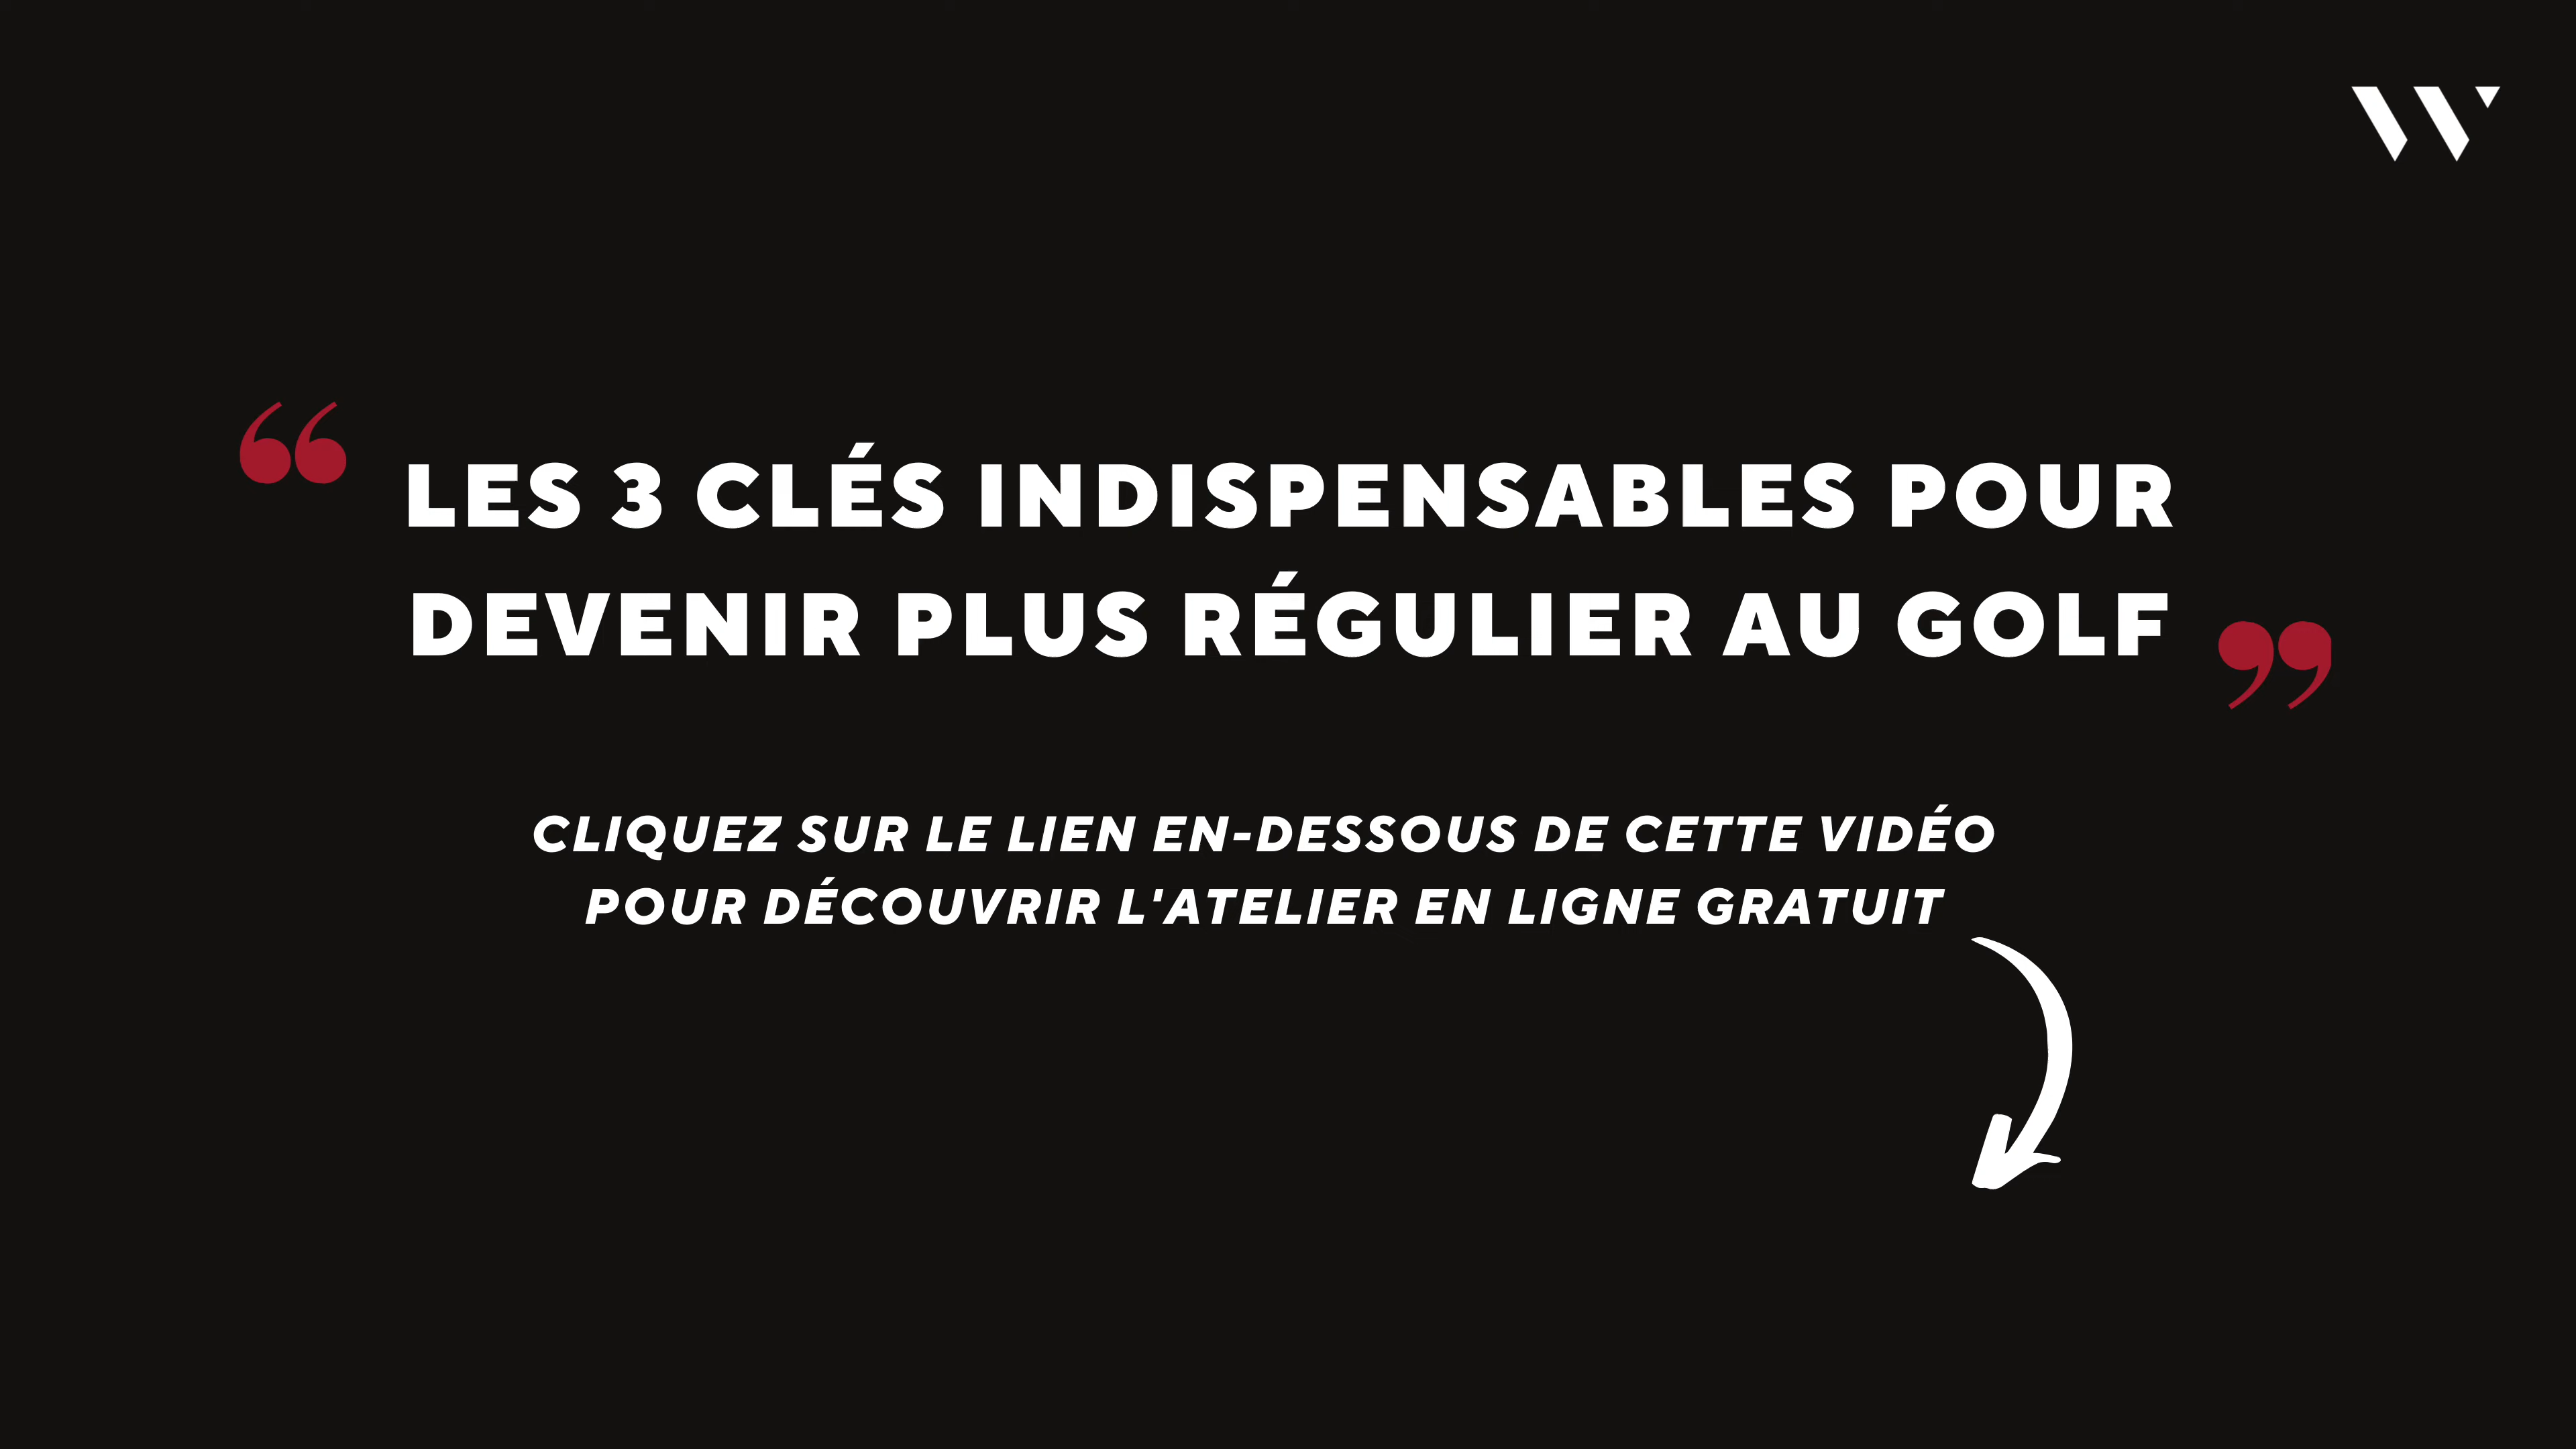 “ LES 3 CLÉS INDISPENSABLES POUR
DEVENIR PLUS RÉGULIER AU GOLF ”
CLIQUEZ SUR LE LIEN EN-DESSOUS DE CETTE VIDÉO
POUR DÉCOUVRIR L'ATELIER EN LIGNE GRATUIT